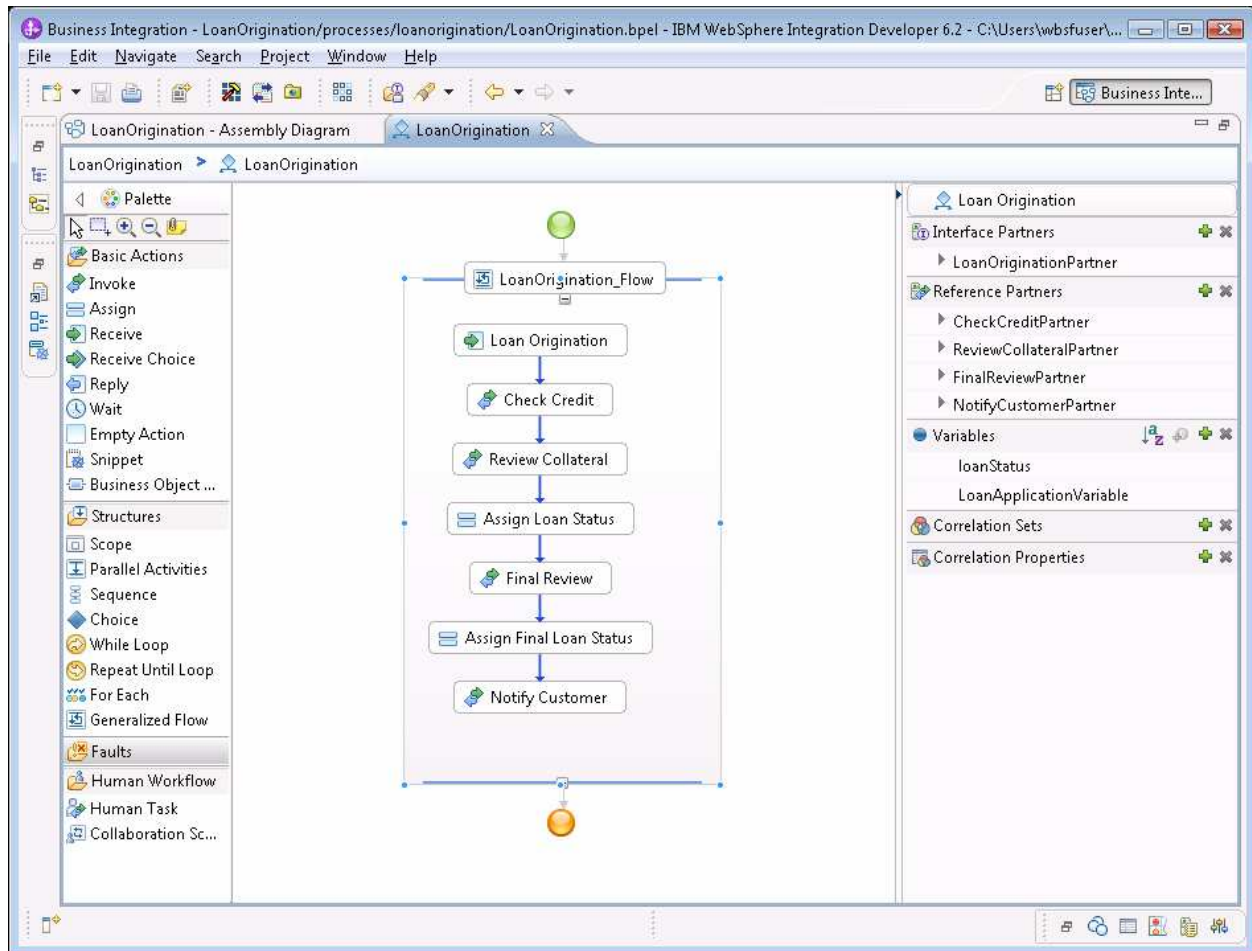 Business Integration - LoanOrigination/processes/loanorigination/LoanOrigination.bpel - IBM WebSphere Integration Developer 6.2 - C:\Users\wbsfuser\...
File Edit Navigate Search Project Window Help
Business Inte...
LoanOrigination - Assembly Diagram
LoanOrigination
LoanOrigination > LoanOrigination
Palette
Basic Actions
Invoke
Assign
Receive
Receive Choice
Reply
Wait
Empty Action
Snippet
Business Object ...
Structures
Scope
Parallel Activities
Sequence
Choice
While Loop
Repeat Until Loop
For Each
Generalized Flow
Faults
Human Workflow
Human Task
Collaboration Sc...
LoanOrigination_Flow
Loan Origination
Check Credit
Review Collateral
Assign Loan Status
Final Review
Assign Final Loan Status
Notify Customer
Loan Origination
Interface Partners
LoanOriginationPartner
Reference Partners
CheckCreditPartner
ReviewCollateralPartner
FinalReviewPartner
NotifyCustomerPartner
Variables
loanStatus
LoanApplicationVariable
Correlation Sets
Correlation Properties